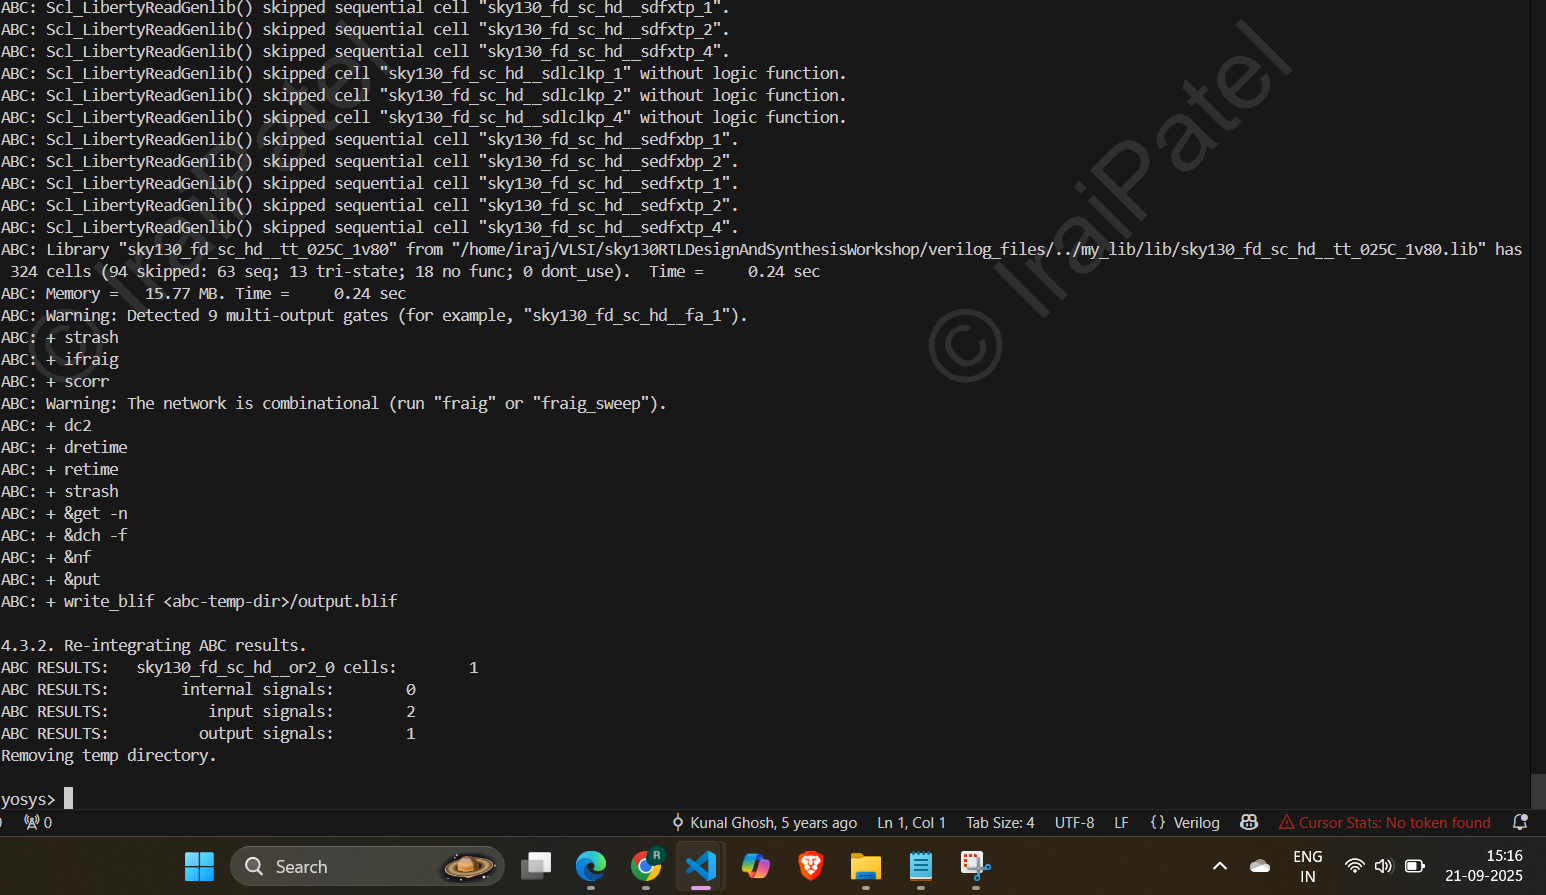 ABC: Scl_LibertyReadGenlib() skipped sequential cell "sky130_fd_sc_hd__sdfxtp_1".
ABC: Scl_LibertyReadGenlib() skipped sequential cell "sky130_fd_sc_hd__sdfxtp_2".
ABC: Scl_LibertyReadGenlib() skipped sequential cell "sky130_fd_sc_hd__sdfxtp_4".
ABC: Scl_LibertyReadGenlib() skipped cell "sky130_fd_sc_hd__sdlclkp_1" without logic function.
ABC: Scl_LibertyReadGenlib() skipped cell "sky130_fd_sc_hd__sdlclkp_2" without logic function.
ABC: Scl_LibertyReadGenlib() skipped cell "sky130_fd_sc_hd__sdlclkp_4" without logic function.
ABC: Scl_LibertyReadGenlib() skipped sequential cell "sky130_fd_sc_hd__sedfxbp_1".
ABC: Scl_LibertyReadGenlib() skipped sequential cell "sky130_fd_sc_hd__sedfxbp_2".
ABC: Scl_LibertyReadGenlib() skipped sequential cell "sky130_fd_sc_hd__sedfxtp_1".
ABC: Scl_LibertyReadGenlib() skipped sequential cell "sky130_fd_sc_hd__sedfxtp_2".
ABC: Scl_LibertyReadGenlib() skipped sequential cell "sky130_fd_sc_hd__sedfxtp_4".
ABC: Library "sky130_fd_sc_hd__tt_025C_1v80" from "/home/iraj/VLSI/sky130RTLDesignAndSynthesisWorkshop/verilog_files/../my_lib/lib/sky130_fd_sc_hd__tt_025C_1v80.lib" has
324 cells (94 skipped: 63 seq; 13 tri-state; 18 no func; 0 dont_use).  Time =     0.24 sec
ABC: Memory =   15.77 MB. Time =     0.24 sec
ABC: Warning: Detected 9 multi-output gates (for example, "sky130_fd_sc_hd__fa_1").
ABC: + strash
ABC: + ifraig
ABC: + scorr
ABC: Warning: The network is combinational (run "fraig" or "fraig_sweep").
ABC: + dc2
ABC: + dretime
ABC: + retime
ABC: + strash
ABC: + &get -n
ABC: + &dch -f
ABC: + &nf
ABC: + &put
ABC: + write_blif <abc-temp-dir>/output.blif
4.3.2. Re-integrating ABC results.
ABC RESULTS:   sky130_fd_sc_hd__or2_0 cells:        1
ABC RESULTS:        internal signals:        0
ABC RESULTS:           input signals:        2
ABC RESULTS:          output signals:        1
Removing temp directory.
yosys>
© IrajPatel
© IrajPatel
0 Kunal Ghosh, 5 years ago Ln 1, Col 1 Tab Size: 4 UTF-8 LF {} Verilog Cursor Stats: No token found
Search R ENG IN 15:16
21-09-2025